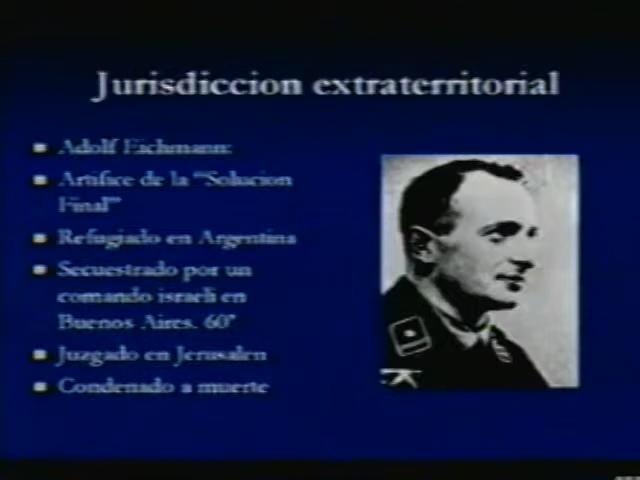 Jurisdiccion extraterritorial
Adolf Eichmann:
Artifice de la "Solucion
Final"
Refugiado en Argentina
Secuestrado por un
comando israeli en
Buenos Aires. 60'
Juzgado en Jerusalen
Condenado a muerte